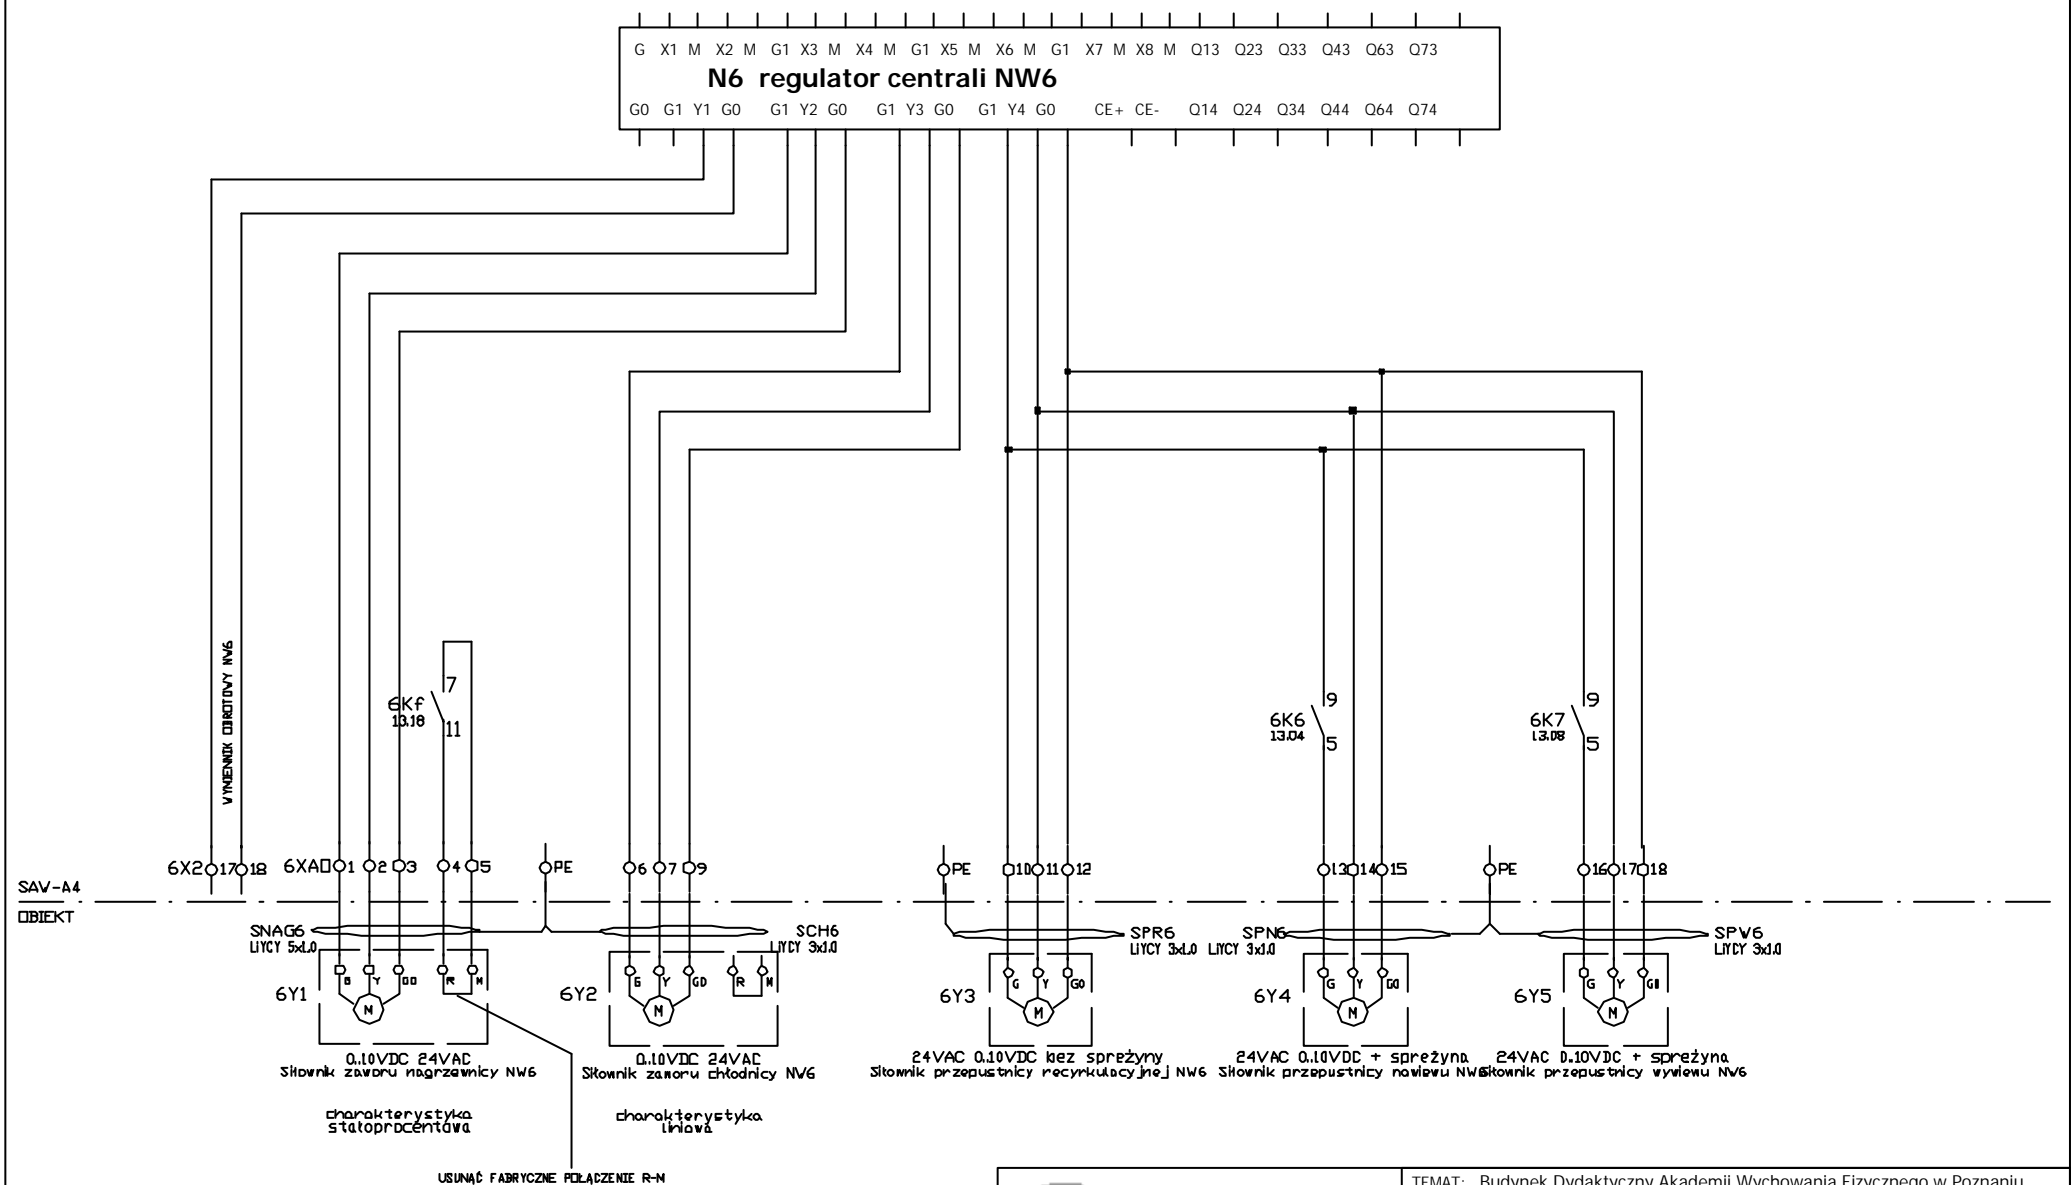 G X1 M X2 M G1 X3 M X4 M G1 X5 M X6 M G1 X7 M X8 M Q13 Q23 Q33 Q43 Q63 Q73
N6 regulator centrali NW6
G0 G1 Y1 G0 G1 Y2 G0 G1 Y3 G0 G1 Y4 G0 CE+ CE- Q14 Q24 Q34 Q44 Q64 Q74
WYMIENNIK OBROTOWY NW6
7
6Kf
10.18
11
9
6K6
13.04
5
9
6K7
13.08
5
6X2 17 18 6XA 1 2 3 4 5 PE 6 7 9 PE 10 11 12 13 14 15 PE 16 17 18
SAW-A4
OBIEKT
SNAG6 SCH6 SPR6 SPN6 SPW6
LiYCY 5x1.0 LiYCY 3x1.0 LiYCY 3x1.0 LiYCY 3x1.0 LiYCY 3x1.0
G Y G0 R M G Y G0 R M G Y G0 G Y G0 G Y G0
6Y1 M 6Y2 M 6Y3 M 6Y4 M 6Y5 M
0..10VDC 24VAC 0..10VDC 24VAC 24VAC 0.10VDC bez sprężyny 24VAC 0..10VDC + sprężyna 24VAC 0..10VDC + sprężyna
Siłownik zaworu nagrzewnicy NW6 Siłownik zaworu chłodnicy NW6 Siłownik przepustnicy recyrkulacyjnej NW6 Siłownik przepustnicy nawiewu NW6 Siłownik przepustnicy wywiewu NW6
charakterystyka
stałoprocentowa
charakterystyka
liniowa
USUNĄĆ FABRYCZNE POŁĄCZENIE R-M
TEMAT: Budynek Dydaktyczny Akademii Wychowania Fizycznego w Poznaniu